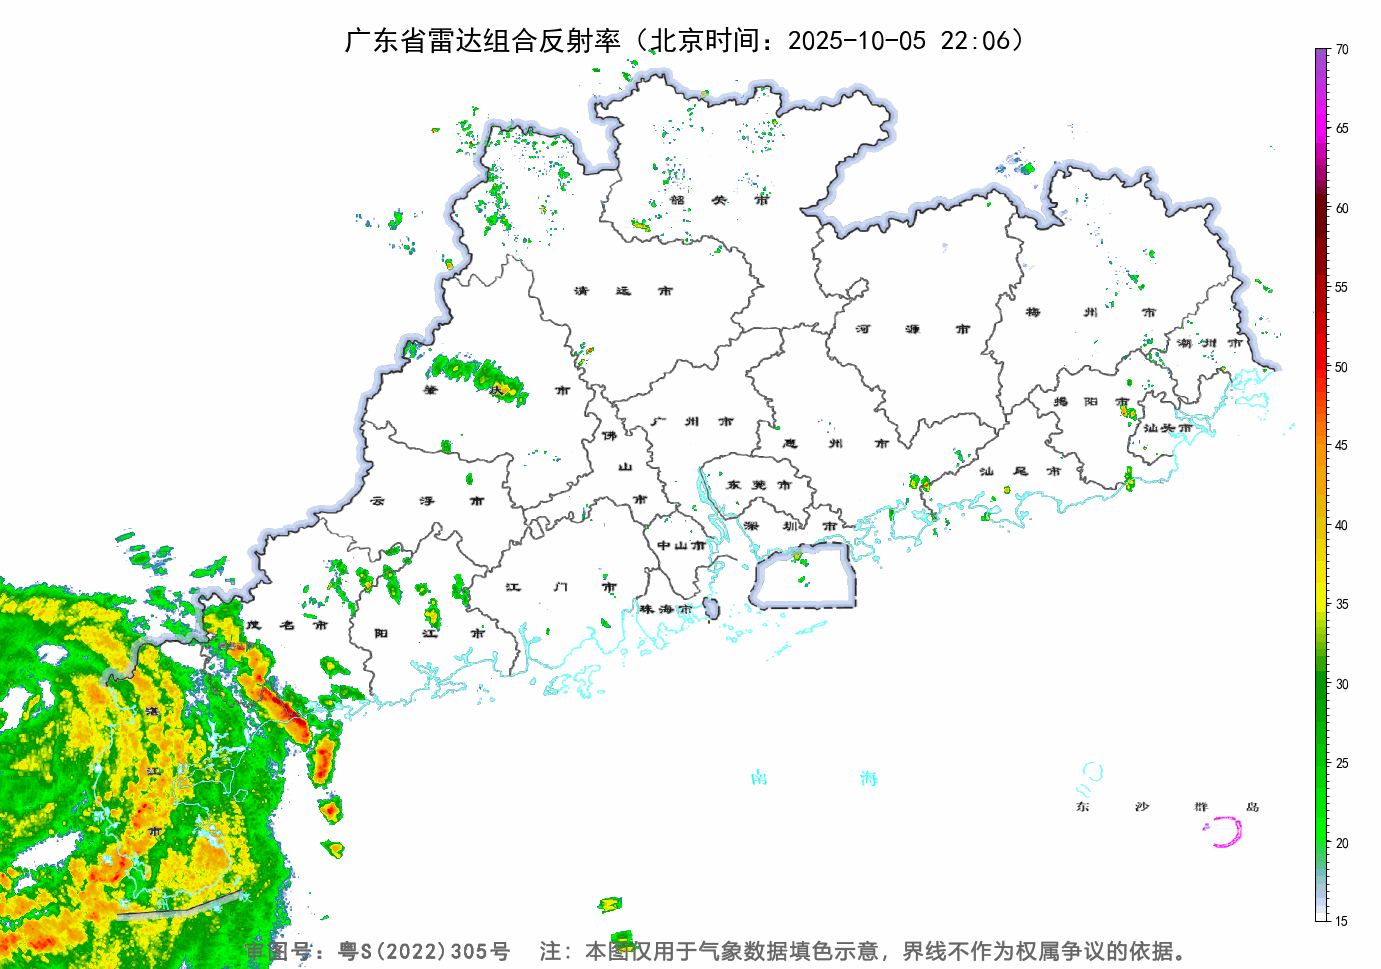 广东省雷达组合反射率（北京时间：2025-10-05 22:06）
70
65
60
55
50
45
40
35
30
25
20
15
韶关市
清远市
河源市
梅州市
潮州市
肇庆市
广州市
佛山市
惠州市
揭阳市
汕头市
汕尾市
云浮市
东莞市
深圳市
中山市
江门市
珠海市
茂名市
阳江市
湛江市
南海
东沙群岛
审图号：粤S(2022)305号 注：本图仅用于气象数据填色示意，界线不作为权属争议的依据。